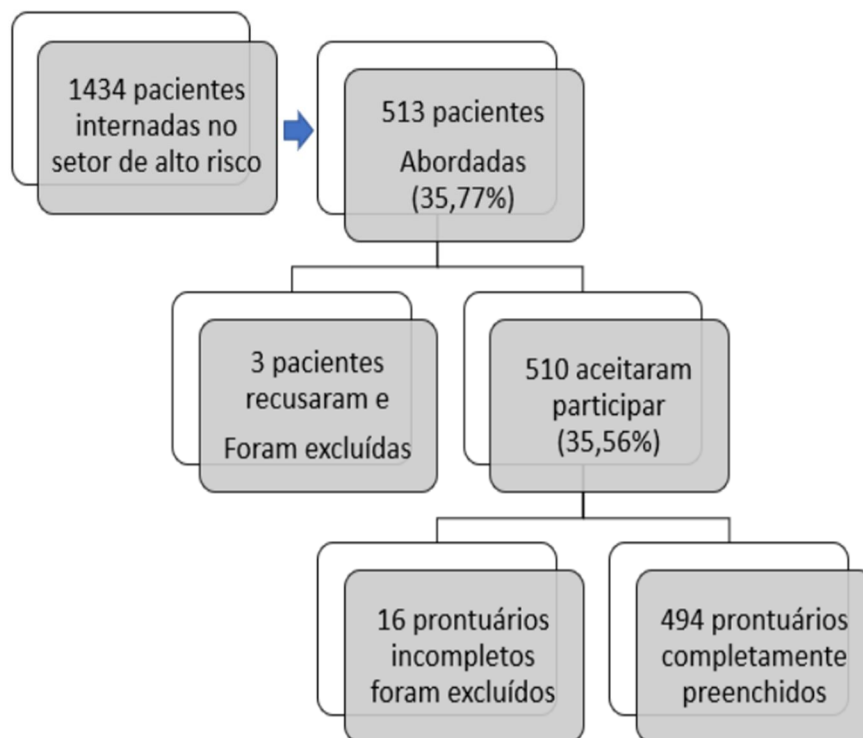 1434 pacientes
internadas no
setor de alto risco
513 pacientes
Abordadas
(35,77%)
3 pacientes
recusaram e
Foram excluídas
510 aceitaram
participar
(35,56%)
16 prontuários
incompletos
foram excluídos
494 prontuários
completamente
preenchidos